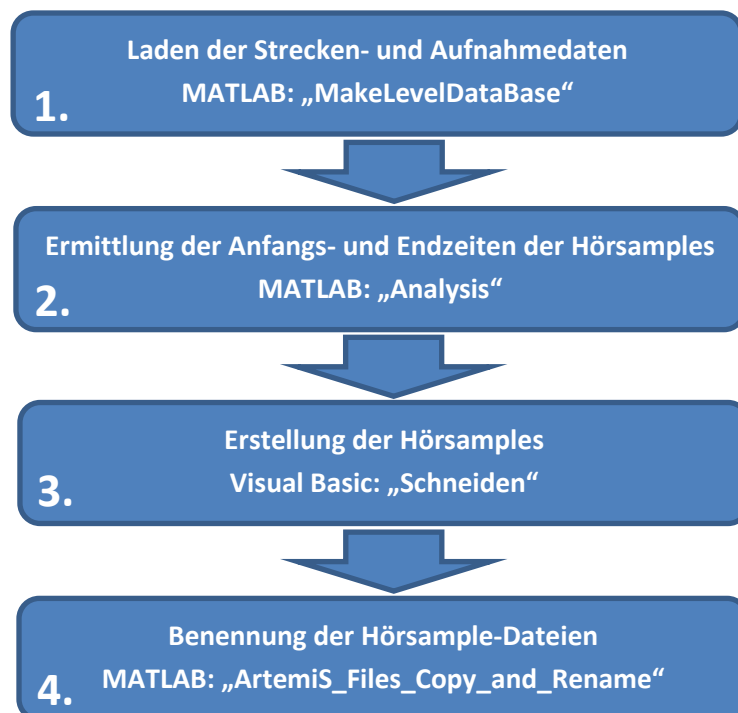 Laden der Strecken- und Aufnahmedaten
MATLAB: „MakeLevelDataBase“
1.
Ermittlung der Anfangs- und Endzeiten der Hörsamples
MATLAB: „Analysis“
2.
Erstellung der Hörsamples
Visual Basic: „Schneiden“
3.
Benennung der Hörsample-Dateien
MATLAB: „ArtemiS_Files_Copy_and_Rename“
4.